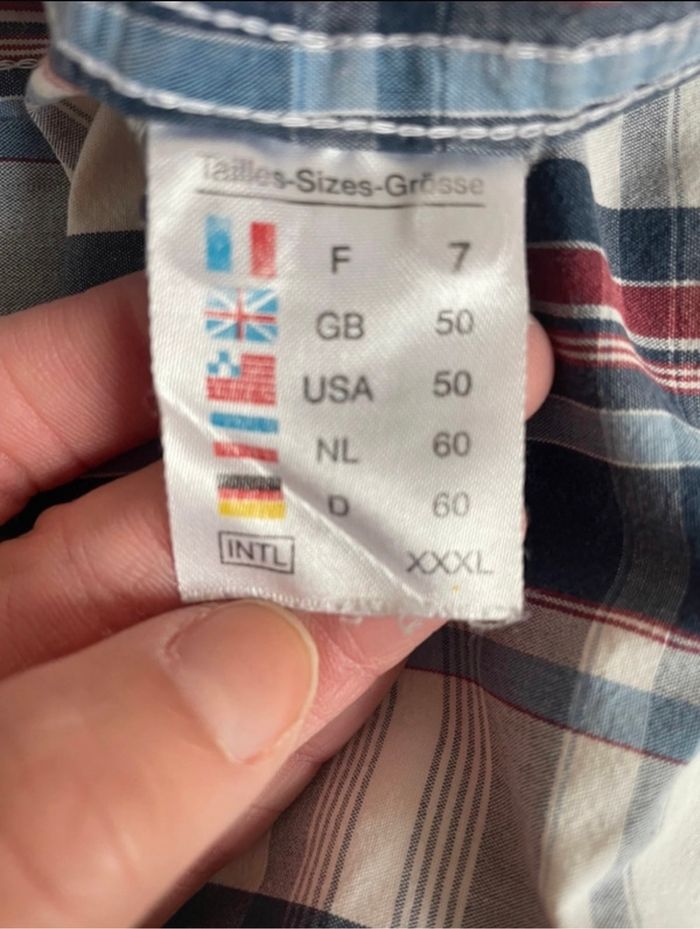 Tailles-Sizes-Grösse
F 7
GB 50
USA 50
NL 60
D 60
INTL XXXL